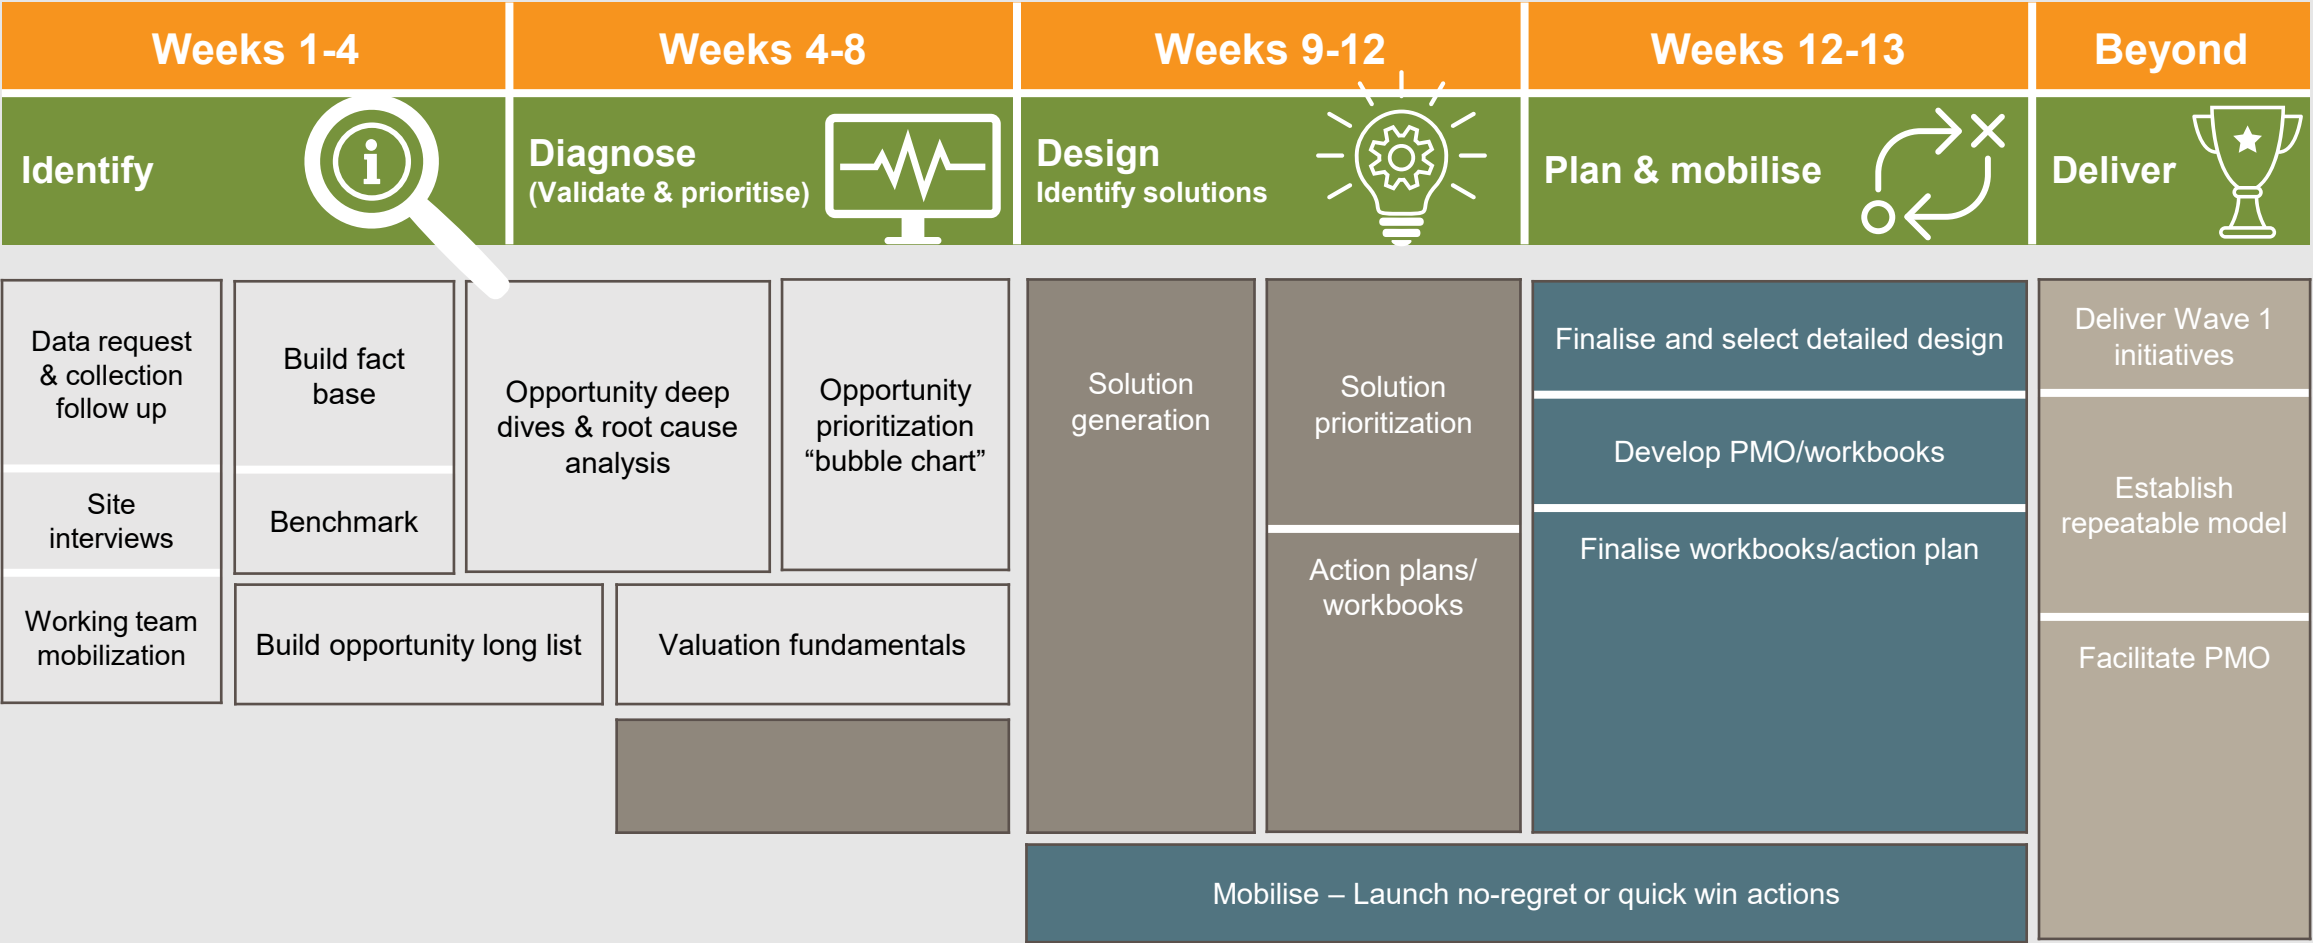 Weeks 1-4
Weeks 4-8
Weeks 9-12
Weeks 12-13
Beyond
Identify
i
Diagnose
(Validate & prioritise)
Design
Identify solutions
Plan & mobilise
Deliver
Data request
& collection
follow up
Site
interviews
Working team
mobilization
Build fact
base
Benchmark
Build opportunity long list
Opportunity deep
dives & root cause
analysis
Opportunity
prioritization
“bubble chart”
Valuation fundamentals
Solution
generation
Solution
prioritization
Action plans/
workbooks
Finalise and select detailed design
Develop PMO/workbooks
Finalise workbooks/action plan
Mobilise – Launch no-regret or quick win actions
Deliver Wave 1
initiatives
Establish
repeatable model
Facilitate PMO